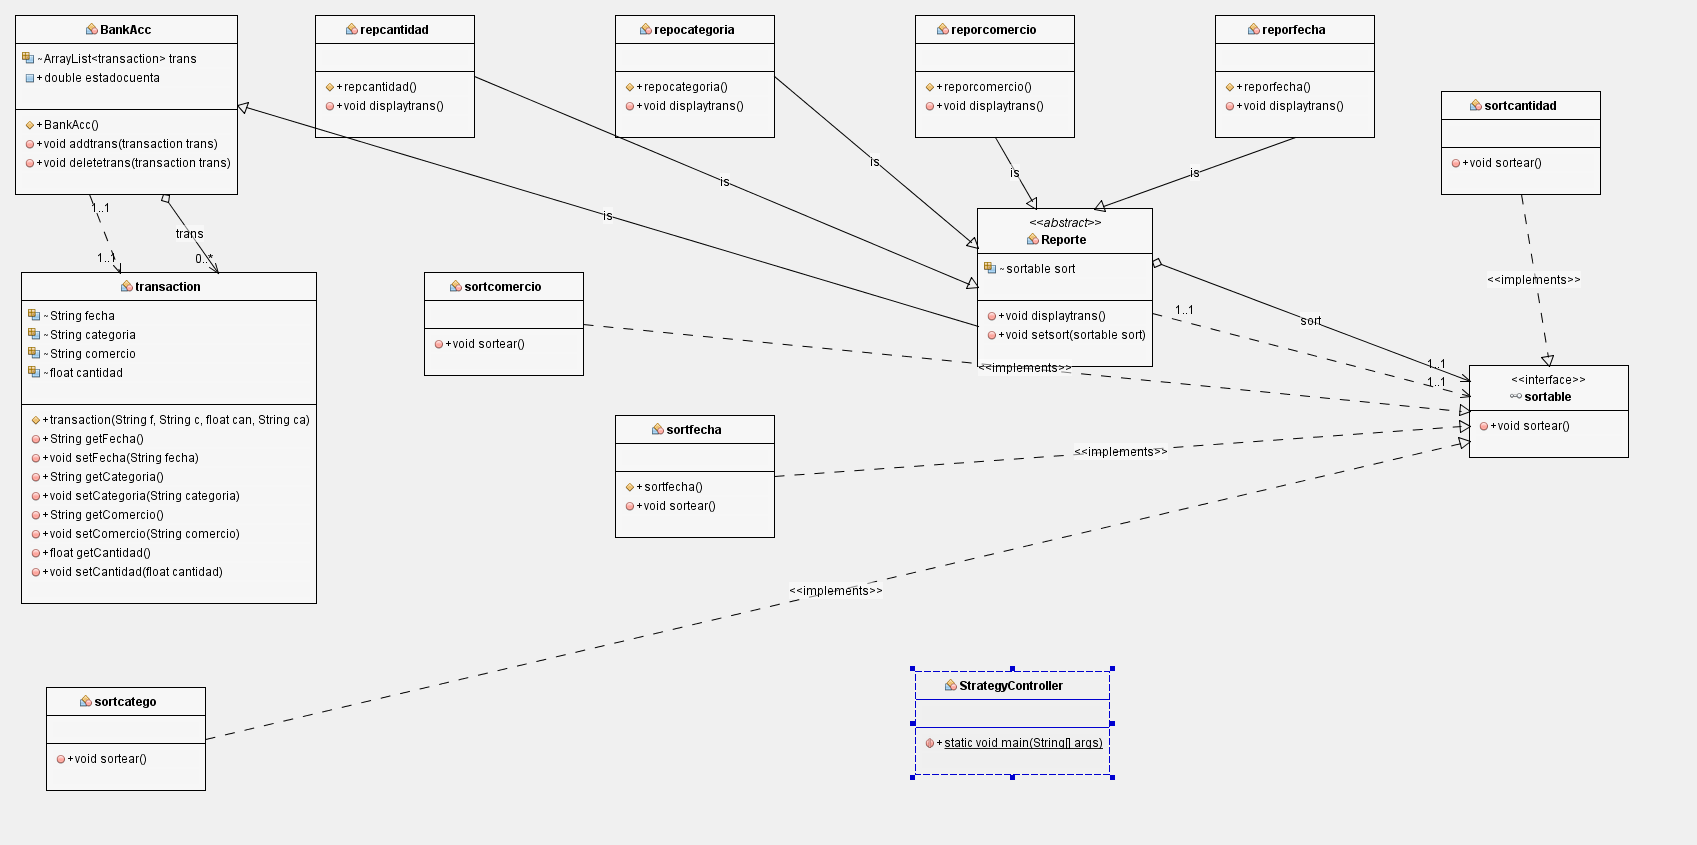 BankAcc
~ArrayList<transaction> trans
+double estadocuenta
+BankAcc()
+void addtrans(transaction trans)
+void deletetrans(transaction trans)
repcantidad
+repcantidad()
+void displaytrans()
repocategoria
+repocategoria()
+void displaytrans()
reporcomercio
+reporcomercio()
+void displaytrans()
reporfecha
+reporfecha()
+void displaytrans()
sortcantidad
+void sortear()
is
is
is
is
is
1..1
trans
1..1
0..*
<<abstract>>
Reporte
~sortable sort
+void displaytrans()
+void setsort(sortable sort)
<<implements>>
transaction
~String fecha
~String categoria
~String comercio
~float cantidad
+transaction(String f, String c, float can, String ca)
+String getFecha()
+void setFecha(String fecha)
+String getCategoria()
+void setCategoria(String categoria)
+String getComercio()
+void setComercio(String comercio)
+float getCantidad()
+void setCantidad(float cantidad)
sortcomercio
+void sortear()
1..1
sort
1..1
1..1
<<implements>>
<<interface>>
sortable
+void sortear()
sortfecha
+sortfecha()
+void sortear()
<<implements>>
<<implements>>
sortcatego
+void sortear()
StrategyController
+static void main(String[] args)